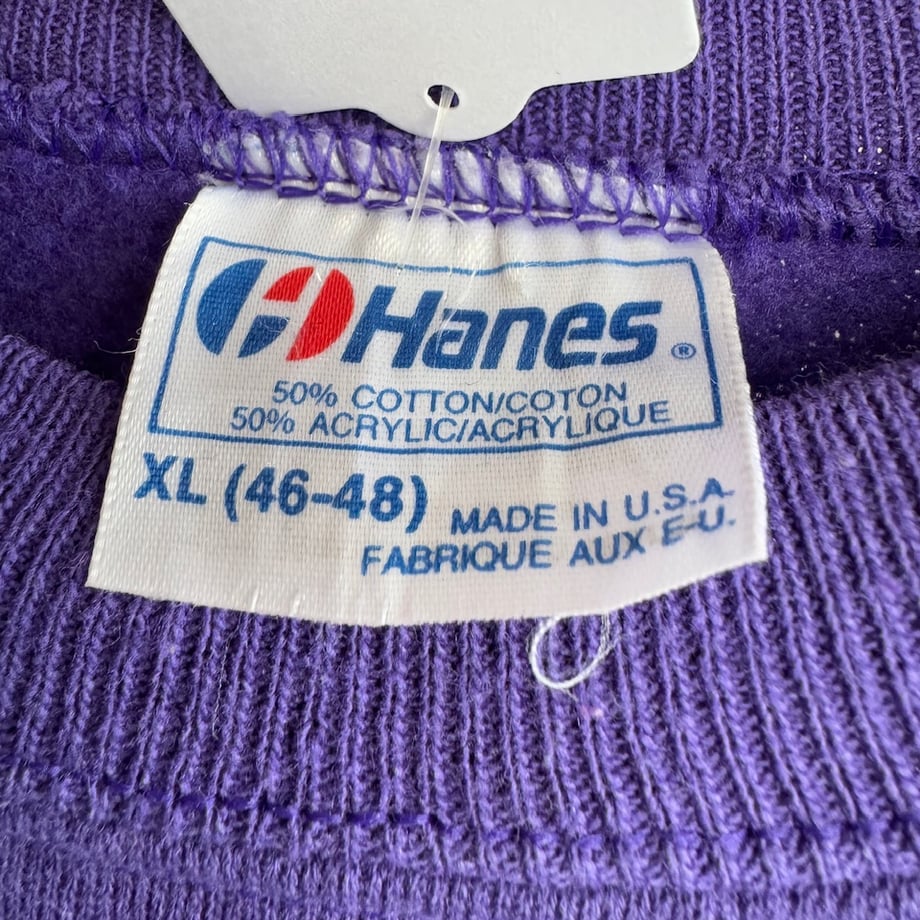 Hanes®
50% COTTON/COTON
50% ACRYLIC/ACRYLIQUE
XL (46-48)
MADE IN U.S.A.
FABRIQUE AUX E-U.